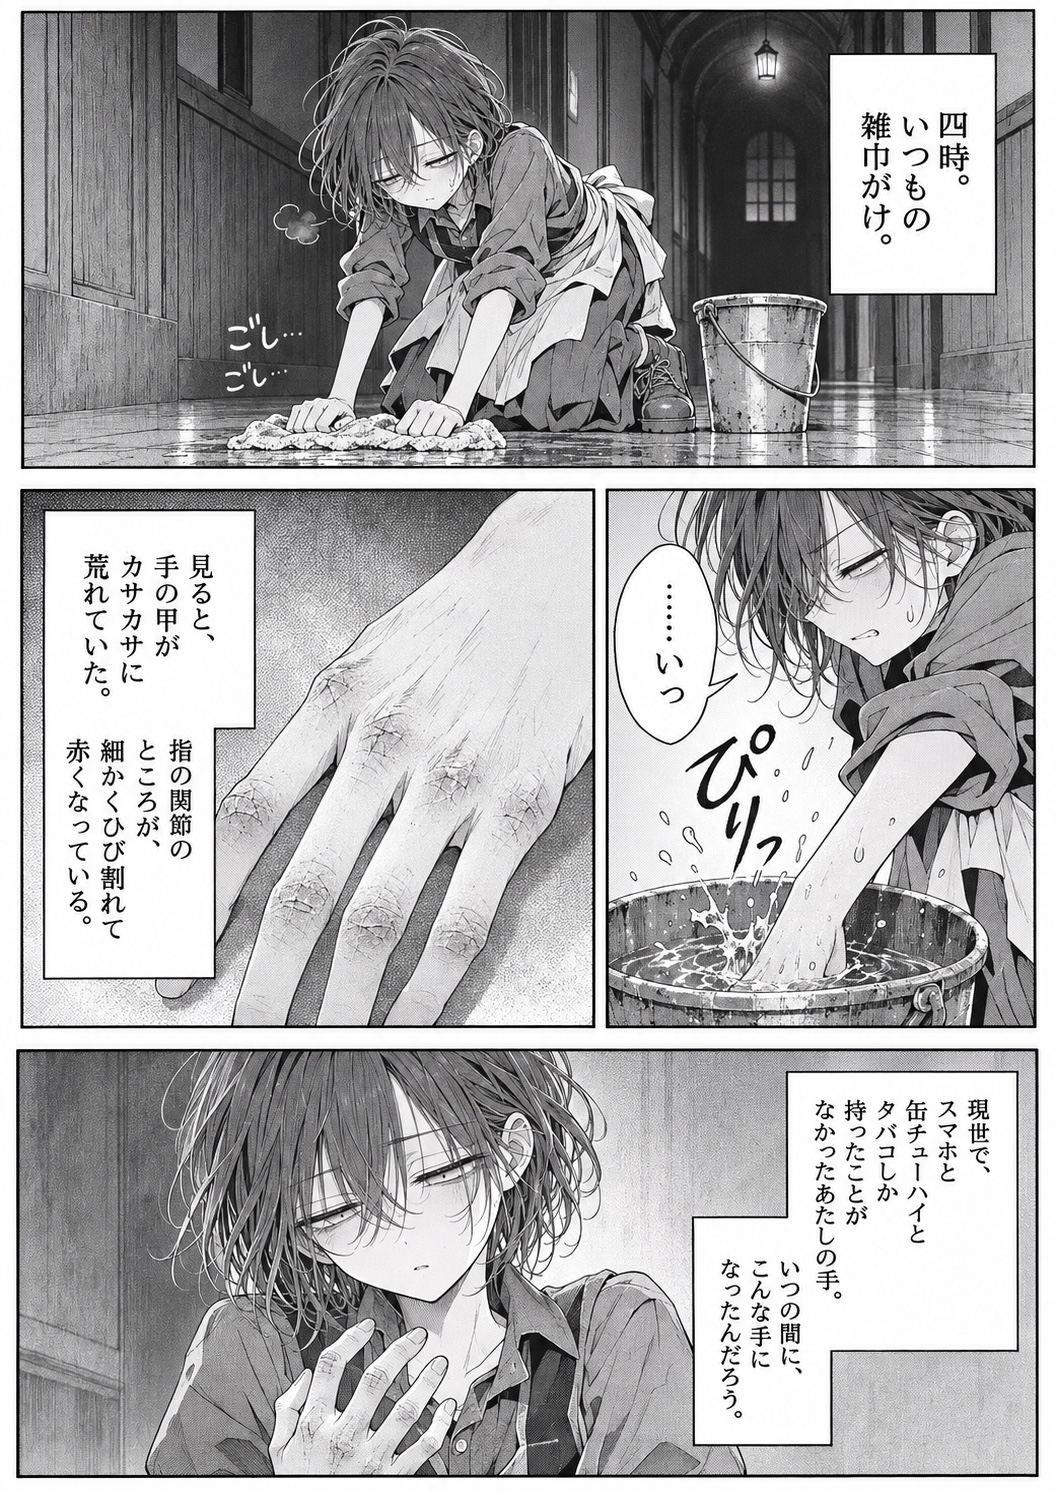 四時。
いつもの
雑巾がけ。
ごし…
ごし…
……いっ
ぴりっ
見ると、
手の甲が
カサカサに
荒れていた。
指の関節の
ところが、
細かくひび割れて
赤くなっている。
現世で、
スマホと
缶チューハイと
タバコしか
持ったことが
なかったあたしの手。
いつの間に、
こんな手に
なったんだろう。